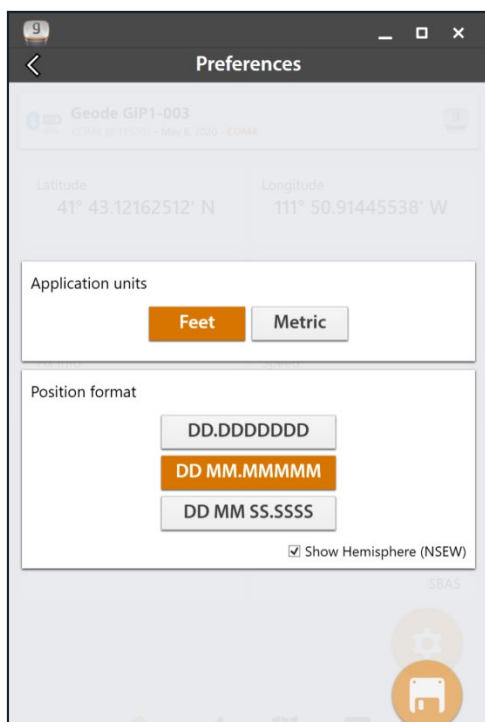 g
Preferences
Geode GiP1-003
Latitude
41° 43.12162512' N
Longitude
111° 50.91445538' W
Application units
Feet
Metric
Speed
Position format
DD.DDDDDDD
DD MM.MMMMM
DD MM SS.SSSS
Show Hemisphere (NSEW)
SBAS